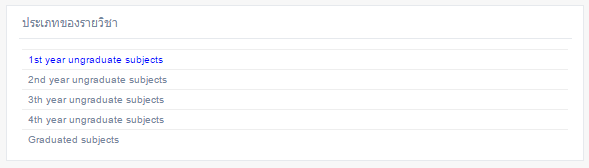 ประเภทของรายวิชา
1st year ungraduate subjects
2nd year ungraduate subjects
3th year ungraduate subjects
4th year ungraduate subjects
Graduated subjects